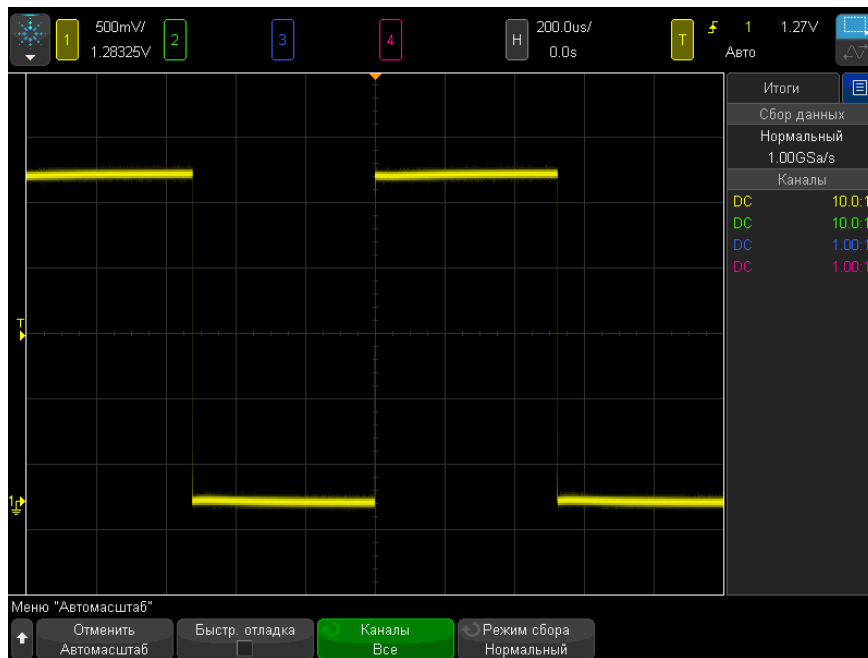 1 500mV/ 2 3 4 H 200.0us/ T 1 1.27V
1.28325V 0.0s Авто
Итоги
Сбор данных
Нормальный
1.00GSa/s
Каналы
DC 10.0:1
DC 10.0:1
DC 1.00:1
DC 1.00:1
T
1
Меню "Автомасштаб"
Отменить Быстр. отладка Каналы Режим сбора
Автомасштаб Все Нормальный